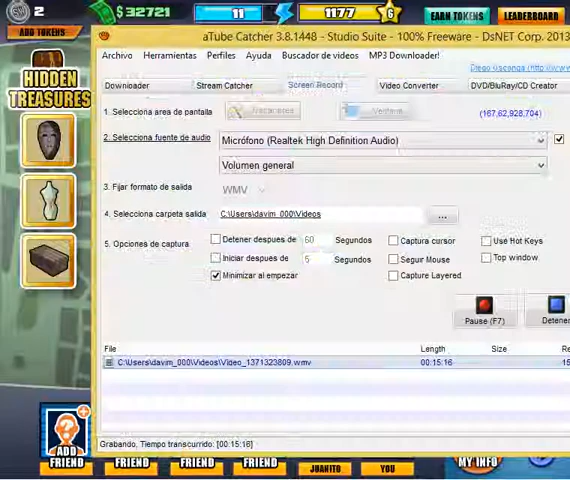 2 $32721 11 1177 6 EARN TOKENS LEADERBOARD
ADD TOKENS
aTube Catcher 3.8.1448 - Studio Suite - 100% Freeware - DsNET Corp. 2013
Archivo Herramientas Perfiles Ayuda Buscador de videos MP3 Downloader!
HIDDEN
TREASURES
Downloader Stream Catcher Screen Record Video Converter DVD/BluRay/CD Creator
1. Selecciona area de pantalla Ventana (167,62,928,704)
2. Selecciona fuente de audio Micrófono (Realtek High Definition Audio)
Volumen general
3. Fijar formato de salida WMV
4. Selecciona carpeta salida C:\Users\davim_000\Videos ...
5. Opciones de captura Detener despues de 60 Segundos Captura cursor Use Hot Keys
Iniciar despues de 5 Segundos Seguir Mouse Top window
Minimizar al empezar Capture Layered
Pause (F7) Detener
File Length Size
C:\Users\davim_000\Videos\Video_1371323809.wmv 00:15:16 15
Grabando, Tiempo transcurrido: [00:15:16]
ADD
FRIEND FRIEND FRIEND FRIEND JUANITO YOU MY INFO